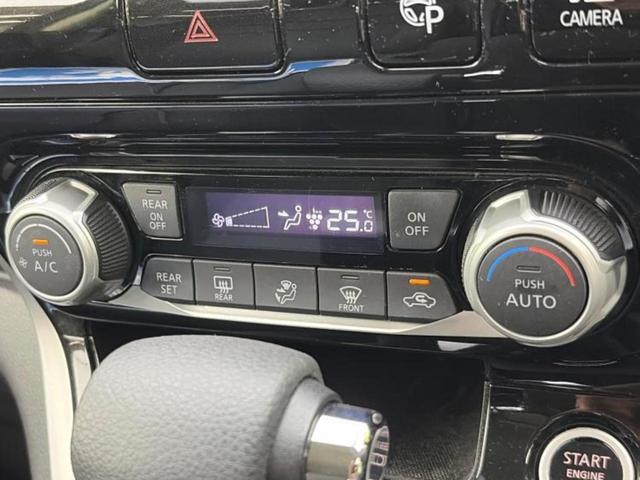 P
CAMERA
REAR
ON
OFF
25.0 °C
ON
OFF
PUSH
A/C
REAR
SET
REAR
FRONT
PUSH
AUTO
START
ENGINE